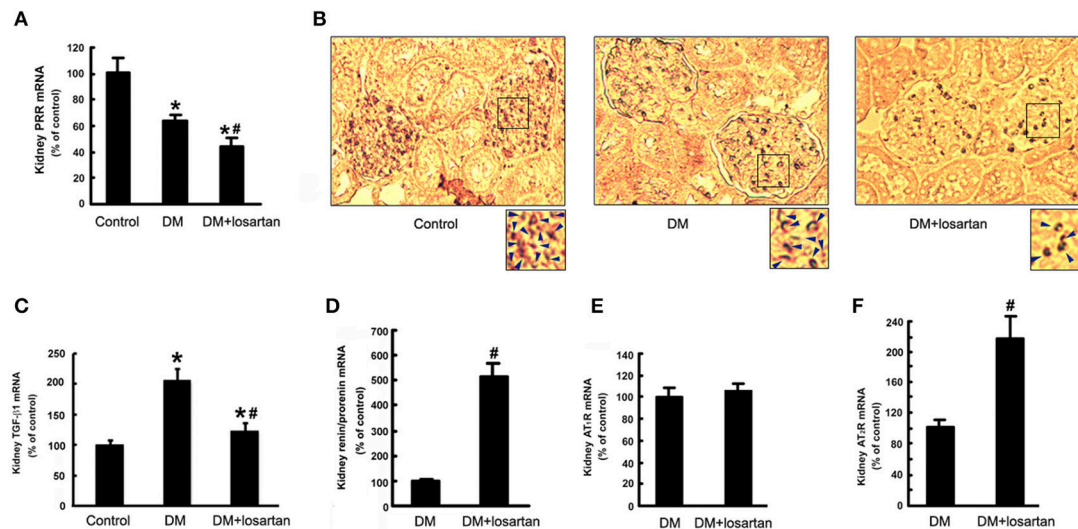 A
Kidney PRR mRNA
(% of control)
120
100
80
60
40
20
0
*
*#
Control DM DM+losartan
B
Control DM DM+losartan
C
Kidney TGF-β1 mRNA
(% of control)
250
200
150
100
50
0
*
*#
Control DM DM+losartan
D
Kidney renin/prorenin mRNA
(% of control)
700
600
500
400
300
200
100
0
#
DM DM+losartan
E
Kidney AT₁R mRNA
(% of control)
140
120
100
80
60
40
20
0
DM DM+losartan
F
Kidney AT₂R mRNA
(% of control)
240
200
160
120
80
40
0
#
DM DM+losartan